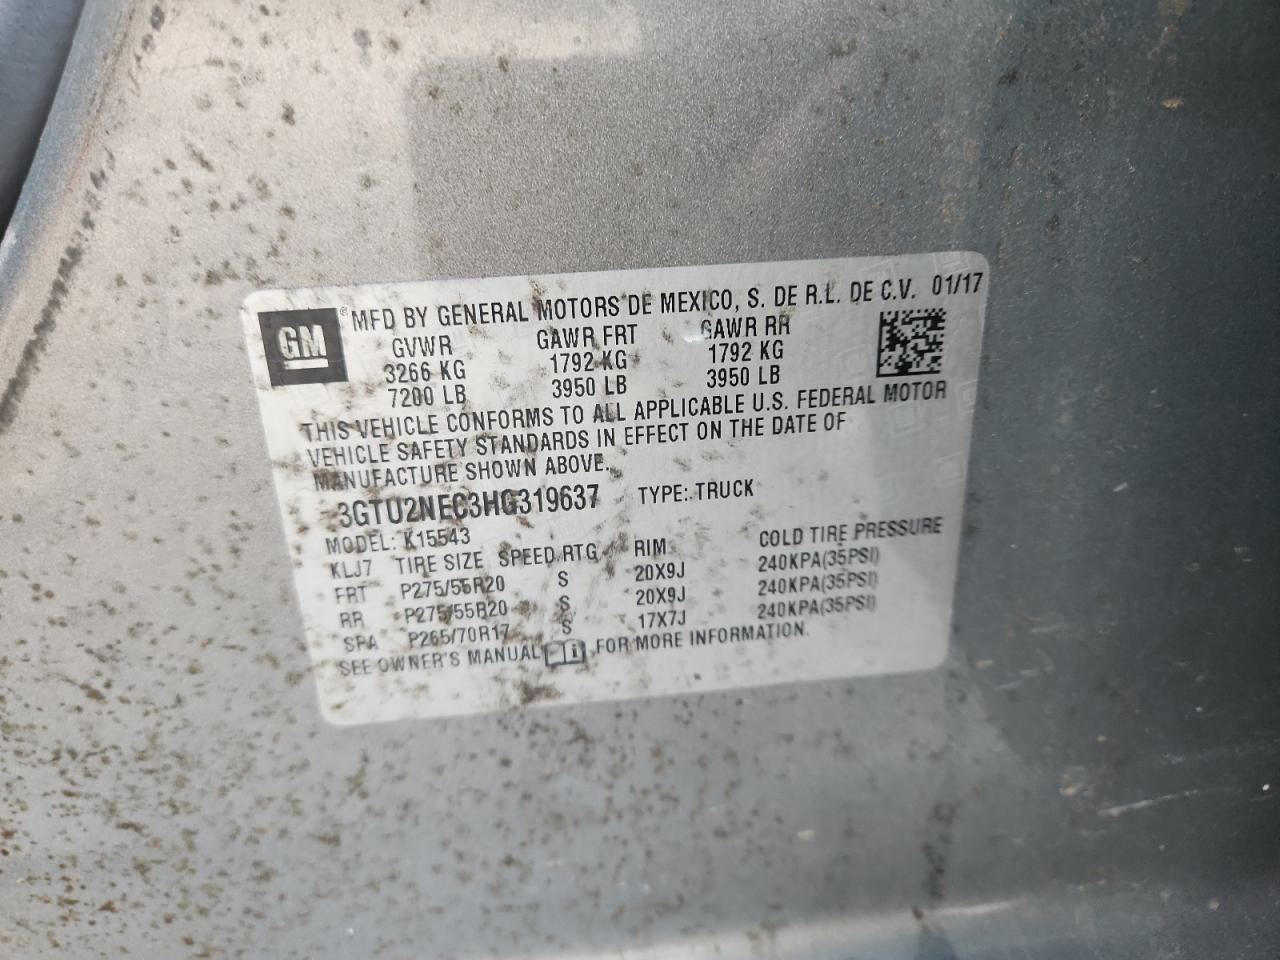 GM
® MFD BY GENERAL MOTORS DE MEXICO, S. DE R.L. DE C.V. 01/17
GVWR GAWR FRT GAWR RR
3266 KG 1792 KG 1792 KG
7200 LB 3950 LB 3950 LB
THIS VEHICLE CONFORMS TO ALL APPLICABLE U.S. FEDERAL MOTOR
VEHICLE SAFETY STANDARDS IN EFFECT ON THE DATE OF
MANUFACTURE SHOWN ABOVE.
3GTU2NEC3HG319637 TYPE: TRUCK
MODEL: K15543
KLJ7 TIRE SIZE SPEED RTG RIM COLD TIRE PRESSURE
FRT P275/55R20 S 20X9J 240KPA(35PSI)
RR P275/55R20 S 20X9J 240KPA(35PSI)
SPA P265/70R17 S 17X7J 240KPA(35PSI)
SEE OWNER'S MANUAL i FOR MORE INFORMATION.